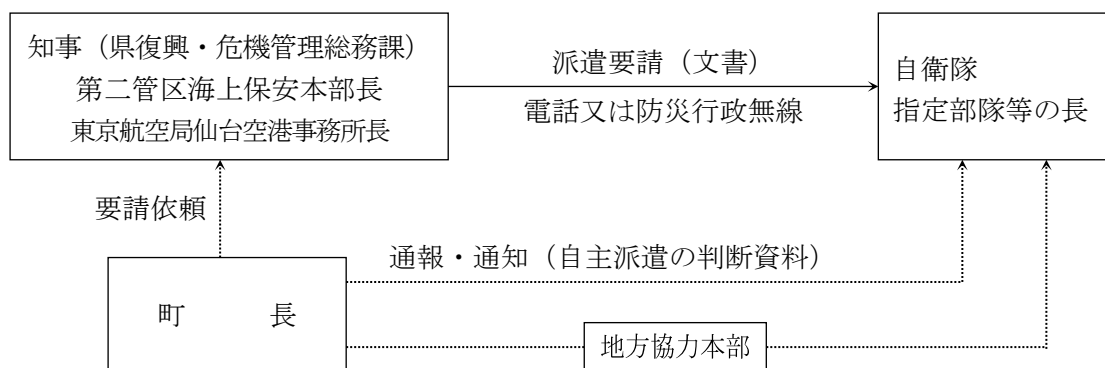 知事（県復興・危機管理総務課）
第二管区海上保安本部長
東京航空局仙台空港事務所長
派遣要請（文書）
電話又は防災行政無線
自衛隊
指定部隊等の長
要請依頼
通報・通知（自主派遣の判断資料）
町　　　長
地方協力本部